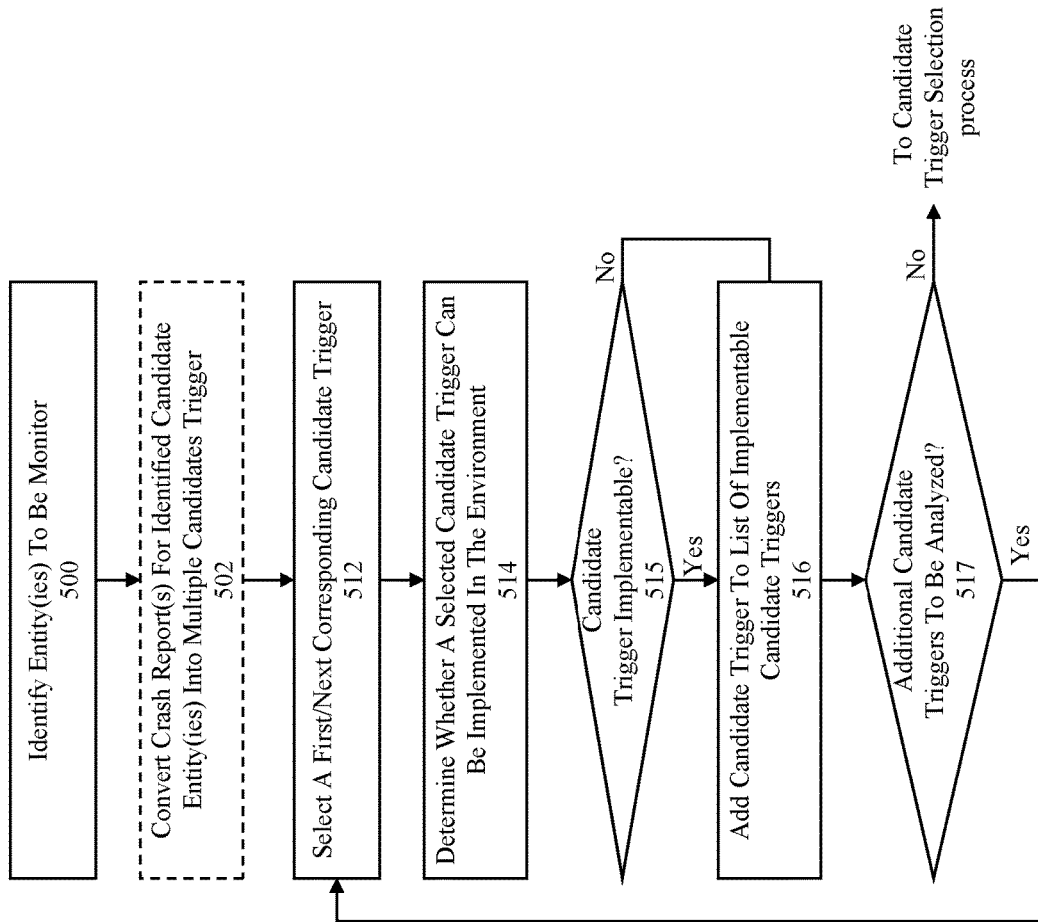 Identify Entity(ies) To Be Monitor
500
Convert Crash Report(s) For Identified Candidate
Entity(ies) Into Multiple Candidates Trigger
502
Select A First/Next Corresponding Candidate Trigger
512
Determine Whether A Selected Candidate Trigger Can
Be Implemented In The Environment
514
Candidate
Trigger Implementable?
515
No
Yes
Add Candidate Trigger To List Of Implementable
Candidate Triggers
516
Additional Candidate
Triggers To Be Analyzed?
517
No
To Candidate
Trigger Selection
process
Yes